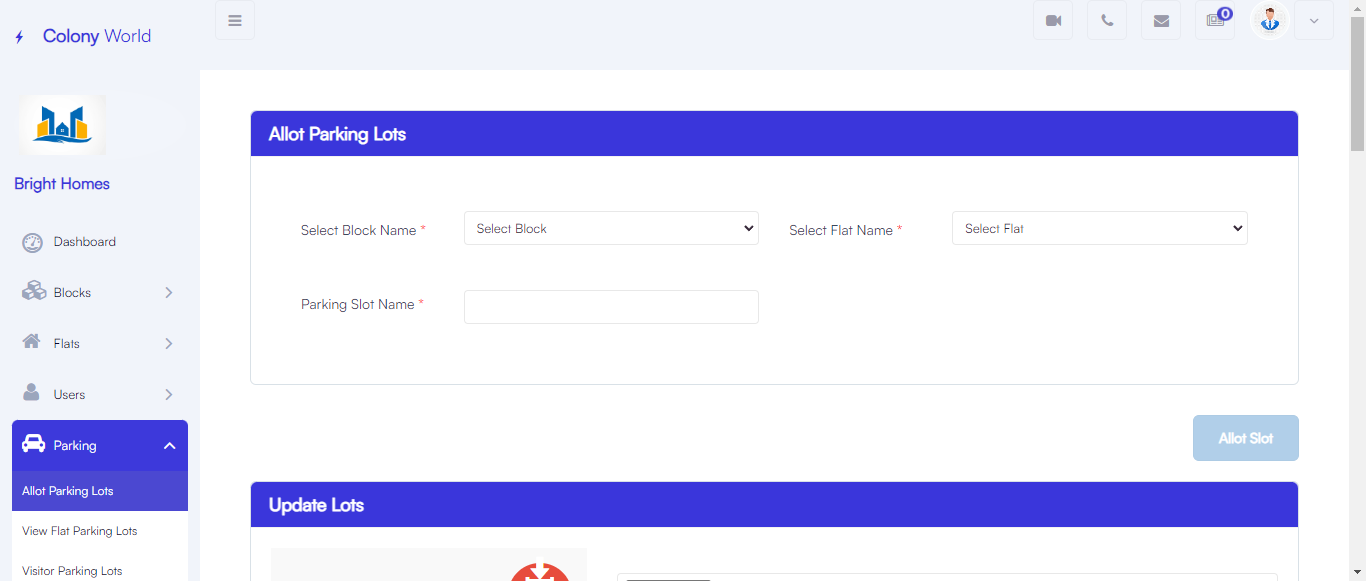 Colony World
0
Bright Homes
Dashboard
Blocks
Flats
Users
Parking
Allot Parking Lots
View Flat Parking Lots
Visitor Parking Lots
Allot Parking Lots
Select Block Name *
Select Block
Select Flat Name *
Select Flat
Parking Slot Name *
Allot Slot
Update Lots